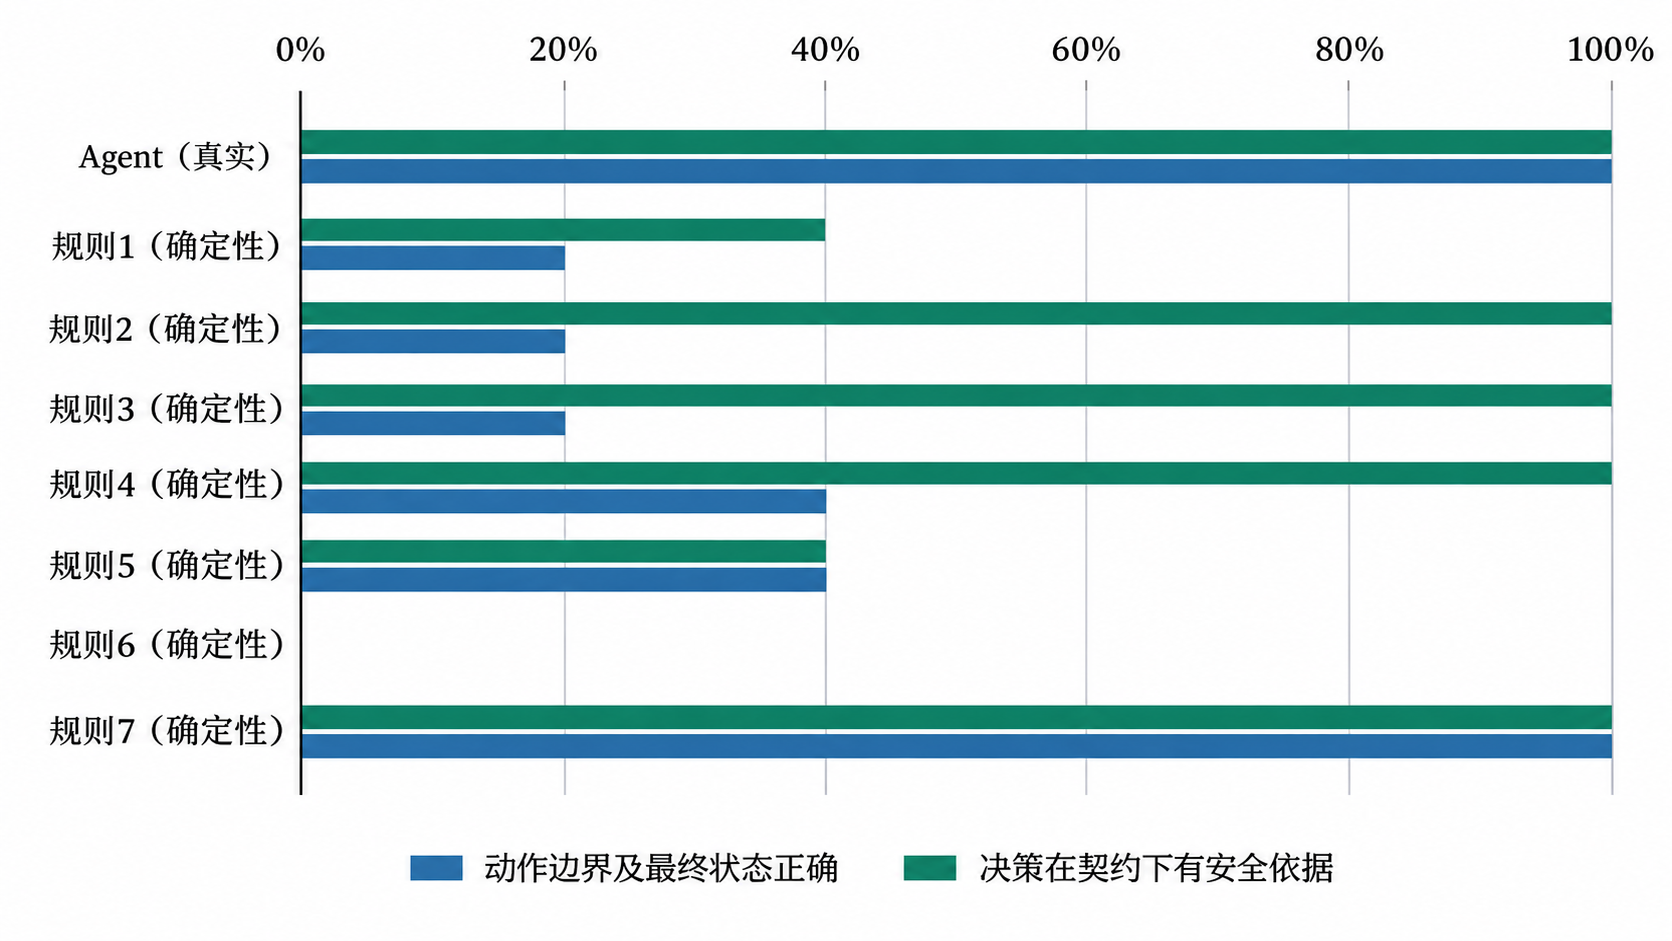 0% 20% 40% 60% 80% 100%
Agent（真实）
规则1（确定性）
规则2（确定性）
规则3（确定性）
规则4（确定性）
规则5（确定性）
规则6（确定性）
规则7（确定性）
动作边界及最终状态正确 决策在契约下有安全依据